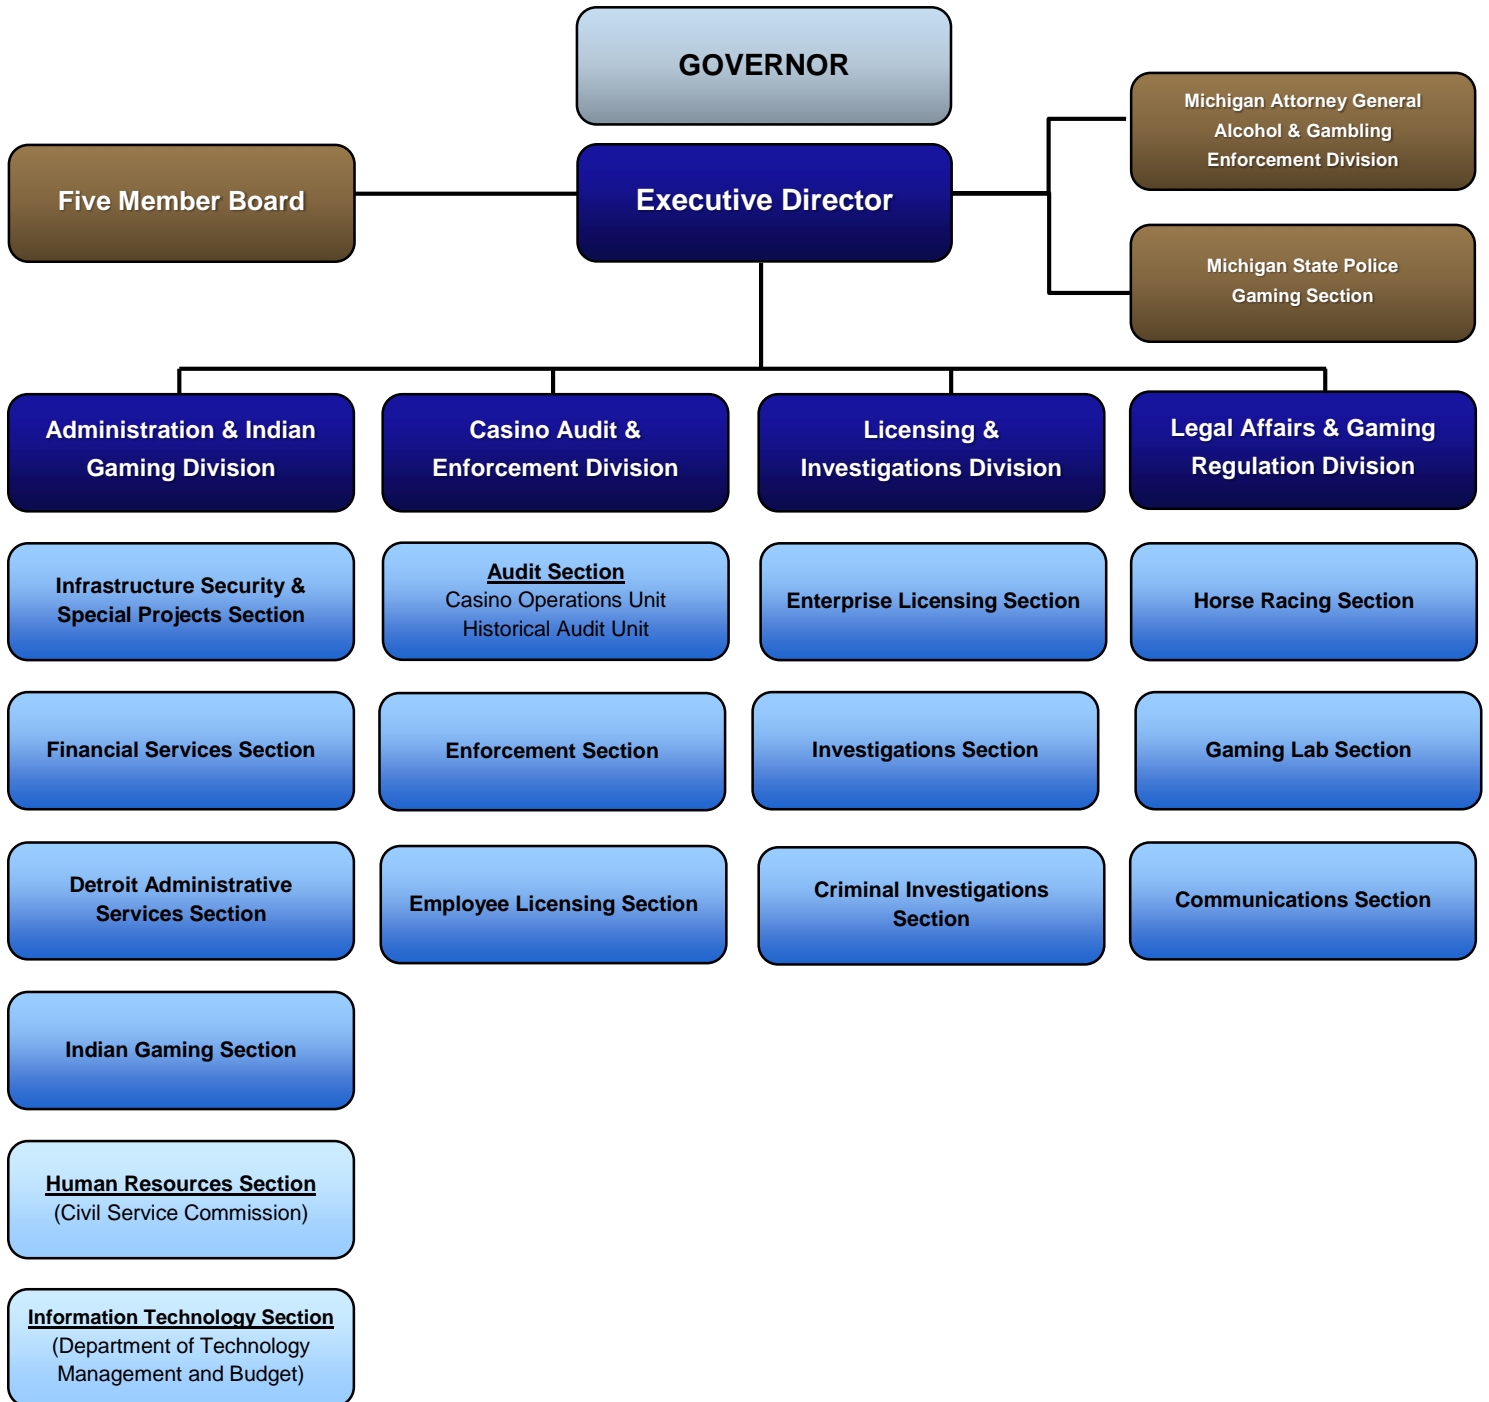 GOVERNOR
Michigan Attorney General
Alcohol & Gambling
Enforcement Division
Five Member Board
Executive Director
Michigan State Police
Gaming Section
Administration & Indian
Gaming Division
Casino Audit &
Enforcement Division
Licensing &
Investigations Division
Legal Affairs & Gaming
Regulation Division
Infrastructure Security &
Special Projects Section
Audit Section
Casino Operations Unit
Historical Audit Unit
Enterprise Licensing Section
Horse Racing Section
Financial Services Section
Enforcement Section
Investigations Section
Gaming Lab Section
Detroit Administrative
Services Section
Employee Licensing Section
Criminal Investigations
Section
Communications Section
Indian Gaming Section
Human Resources Section
(Civil Service Commission)
Information Technology Section
(Department of Technology
Management and Budget)